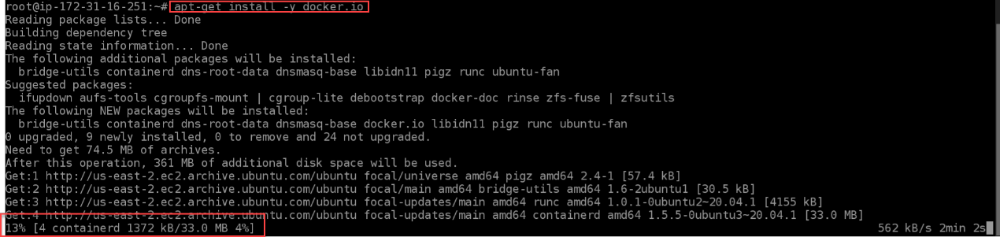 root@ip-172-31-16-251:~# apt-get install -y docker.io
Reading package lists... Done
Building dependency tree
Reading state information... Done
The following additional packages will be installed:
  bridge-utils containerd dns-root-data dnsmasq-base libidn11 pigz runc ubuntu-fan
Suggested packages:
  ifupdown aufs-tools cgroupfs-mount | cgroup-lite debootstrap docker-doc rinse zfs-fuse | zfsutils
The following NEW packages will be installed:
  bridge-utils containerd dns-root-data dnsmasq-base docker.io libidn11 pigz runc ubuntu-fan
0 upgraded, 9 newly installed, 0 to remove and 24 not upgraded.
Need to get 74.5 MB of archives.
After this operation, 361 MB of additional disk space will be used.
Get:1 http://us-east-2.ec2.archive.ubuntu.com/ubuntu focal/universe amd64 pigz amd64 2.4-1 [57.4 kB]
Get:2 http://us-east-2.ec2.archive.ubuntu.com/ubuntu focal/main amd64 bridge-utils amd64 1.6-2ubuntu1 [30.5 kB]
Get:3 http://us-east-2.ec2.archive.ubuntu.com/ubuntu focal-updates/main amd64 runc amd64 1.0.1-0ubuntu2~20.04.1 [4155 kB]
Get:4 http://us-east-2.ec2.archive.ubuntu.com/ubuntu focal-updates/main amd64 containerd amd64 1.5.5-0ubuntu3~20.04.1 [33.0 MB]
13% [4 containerd 1372 kB/33.0 MB 4%] 562 kB/s 2min 2s